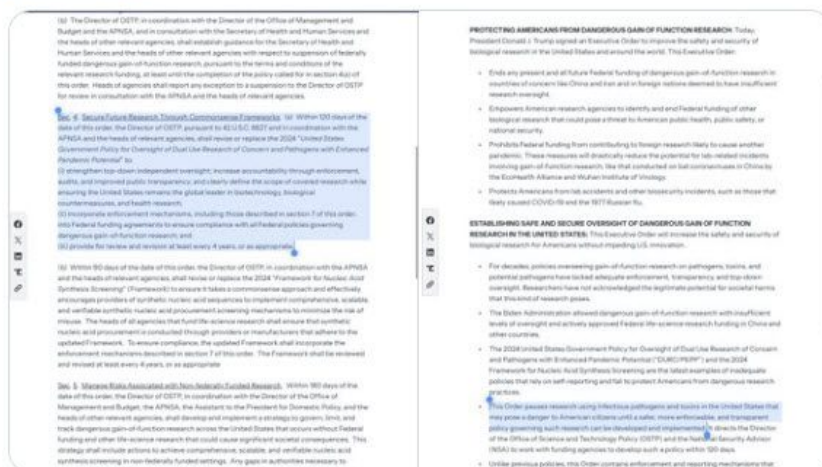 (b) The Director of OSTP, in coordination with the Director of the Office of Management and
Budget and the APNSA, and in consultation with the Secretary of Health and Human Services and
the heads of other relevant agencies, shall establish guidance for the Secretary of Health and
Human Services and the heads of other relevant agencies with respect to suspension of federally
funded dangerous gain-of-function research, pursuant to the terms and conditions of the
relevant research funding, at least until the completion of the policy called for in section 4(a) of
this order. Heads of agencies shall report any exception to a suspension to the Director of OSTP
for review in consultation with the APNSA and the heads of relevant agencies.
Sec. 4. Secure Future Research Through Commonsense Frameworks. (a) Within 120 days of the
date of this order, the Director of OSTP, pursuant to 42 U.S.C. 6627 and in coordination with the
APNSA and the heads of relevant agencies, shall revise or replace the 2024 "United States
Government Policy for Oversight of Dual Use Research of Concern and Pathogens with Enhanced
Pandemic Potential" to:
(i) strengthen top-down independent oversight; increase accountability through enforcement,
audits, and improved public transparency; and clearly define the scope of covered research while
ensuring the United States remains the global leader in biotechnology, biological
countermeasures, and health research;
(ii) incorporate enforcement mechanisms, including those described in section 7 of this order,
into Federal funding agreements to ensure compliance with all Federal policies governing
dangerous gain-of-function research; and
(iii) provide for review and revision at least every 4 years, or as appropriate.
(b) Within 90 days of the date of this order, the Director of OSTP, in coordination with the APNSA
and the heads of relevant agencies, shall revise or replace the 2024 "Framework for Nucleic Acid
Synthesis Screening" (Framework) to ensure it takes a commonsense approach and effectively
encourages providers of synthetic nucleic acid sequences to implement comprehensive, scalable,
and verifiable synthetic nucleic acid procurement screening mechanisms to minimize the risk of
misuse. The heads of all agencies that fund life-science research shall ensure that synthetic
nucleic acid procurement is conducted through providers or manufacturers that adhere to the
updated Framework. To ensure compliance, the updated Framework shall incorporate the
enforcement mechanisms described in section 7 of this order. The Framework shall be reviewed
and revised at least every 4 years, or as appropriate
Sec. 5. Manage Risks Associated with Non-federally Funded Research. Within 180 days of the
date of this order, the Director of OSTP, in coordination with the Director of the Office of
Management and Budget, the APNSA, the Assistant to the President for Domestic Policy, and the
heads of other relevant agencies, shall develop and implement a strategy to govern, limit, and
track dangerous gain-of-function research across the United States that occurs without Federal
funding and other life-science research that could cause significant societal consequences. This
strategy shall include actions to achieve comprehensive, scalable, and verifiable nucleic acid
synthesis screening in non-federally funded settings. Any gaps in authorities necessary to
PROTECTING AMERICANS FROM DANGEROUS GAIN OF FUNCTION RESEARCH: Today,
President Donald J. Trump signed an Executive Order to improve the safety and security of
biological research in the United States and around the world. This Executive Order:
• Ends any present and all future Federal funding of dangerous gain-of-function research in
countries of concern like China and Iran and in foreign nations deemed to have insufficient
research oversight.
• Empowers American research agencies to identify and end Federal funding of other
biological research that could pose a threat to American public health, public safety, or
national security.
• Prohibits Federal funding from contributing to foreign research likely to cause another
pandemic. These measures will drastically reduce the potential for lab-related incidents
involving gain-of-function research, like that conducted on bat coronaviruses in China by
the EcoHealth Alliance and Wuhan Institute of Virology.
• Protects Americans from lab accidents and other biosecurity incidents, such as those that
likely caused COVID-19 and the 1977 Russian flu.
ESTABLISHING SAFE AND SECURE OVERSIGHT OF DANGEROUS GAIN OF FUNCTION
RESEARCH IN THE UNITED STATES: This Executive Order will increase the safety and security of
biological research for Americans without impeding U.S. innovation.
• For decades, policies overseeing gain-of-function research on pathogens, toxins, and
potential pathogens have lacked adequate enforcement, transparency, and top-down
oversight. Researchers have not acknowledged the legitimate potential for societal harms
that this kind of research poses.
• The Biden Administration allowed dangerous gain-of-function research with insufficient
levels of oversight and actively approved Federal life-science research funding in China and
other countries.
• The 2024 United States Government Policy for Oversight of Dual Use Research of Concern
and Pathogens with Enhanced Pandemic Potential ("DURC/PEPP") and the 2024
Framework for Nucleic Acid Synthesis Screening are the latest examples of inadequate
policies that rely on self-reporting and fail to protect Americans from dangerous research
practices.
• This Order pauses research using infectious pathogens and toxins in the United States that
may pose a danger to American citizens until a safer, more enforceable, and transparent
policy governing such research can be developed and implemented. It directs the Director
of the Office of Science and Technology Policy (OSTP) and the National Security Advisor
(NSA) to work with funding agencies to develop such a policy within 120 days.
• Unlike previous policies, this Order contains enforcement and reporting mechanisms that